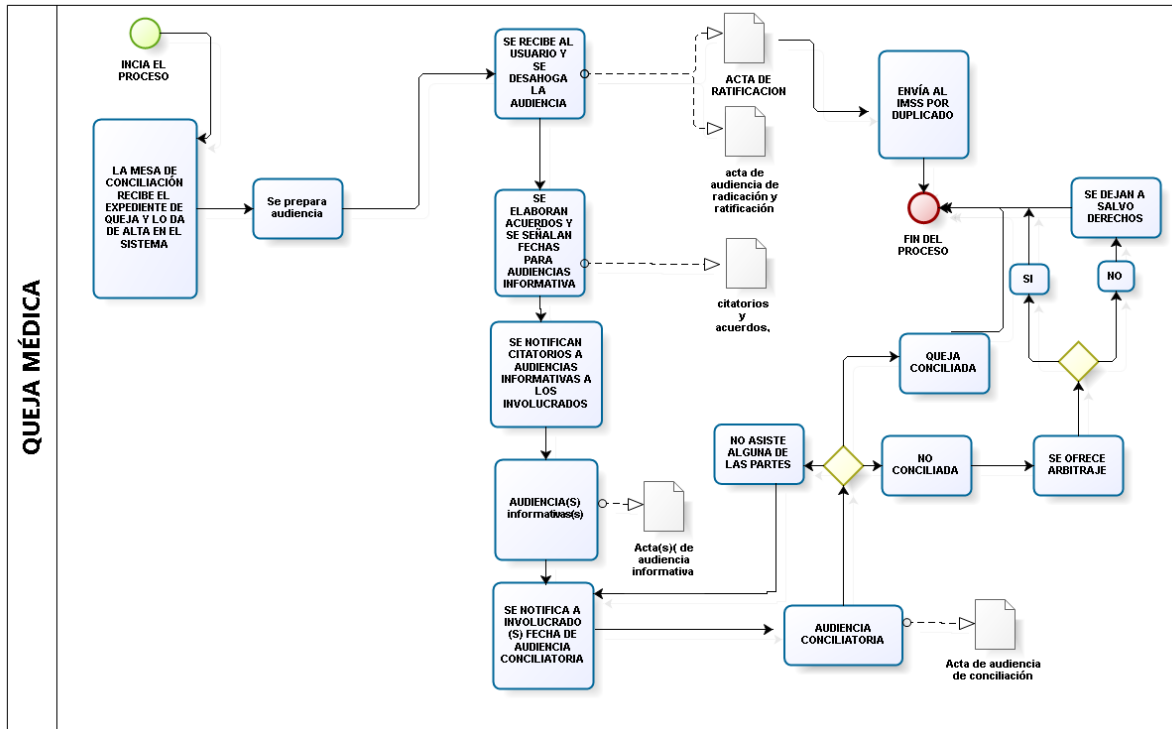 QUEJA MÉDICA
INCIA EL
PROCESO
LA MESA DE
CONCILIACIÓN
RECIBE EL
EXPEDIENTE DE
QUEJA Y LO DA
DE ALTA EN EL
SISTEMA
Se prepara
audiencia
SE RECIBE AL
USUARIO Y
SE
DESAHOGA
LA
AUDIENCIA
ACTA DE
RATIFICACION
acta de
audiencia de
radicación y
ratificación
ENVÍA AL
IMSS POR
DUPLICADO
FIN DEL
PROCESO
SE
ELABORAN
ACUERDOS Y
SE SEÑALAN
FECHAS
PARA
AUDIENCIAS
INFORMATIVA
citatorios
y
acuerdos.
SE NOTIFICAN
CITATORIOS A
AUDIENCIAS
INFORMATIVAS A
LOS
INVOLUCRADOS
AUDIENCIA(S)
informativas(s)
Acta(s)( de
audiencia
informativa
SE NOTIFICA A
INVOLUCRADO
(S) FECHA DE
AUDIENCIA
CONCILIATORIA
AUDIENCIA
CONCILIATORIA
Acta de audiencia
de conciliación
NO ASISTE
ALGUNA DE
LAS PARTES
QUEJA
CONCILIADA
NO
CONCILIADA
SE OFRECE
ARBITRAJE
SI
NO
SE DEJAN A
SALVO
DERECHOS